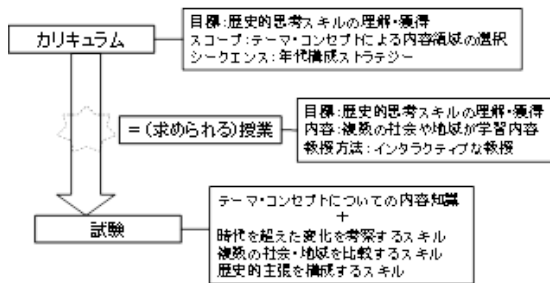 カリキュラム
目標:歴史的思考スキルの理解・獲得
スコープ:テーマ・コンセプトによる内容領域の選択
シークエンス:年代構成ストラテジー
=(求められる)授業
目標:歴史的思考スキルの理解・獲得
内容:複数の社会や地域が学習内容
教授方法:インタラクティブな教授
試験
テーマ・コンセプトについての内容知識
+
時代を超えた変化を考察するスキル
複数の社会・地域を比較するスキル
歴史的主張を構成するスキル